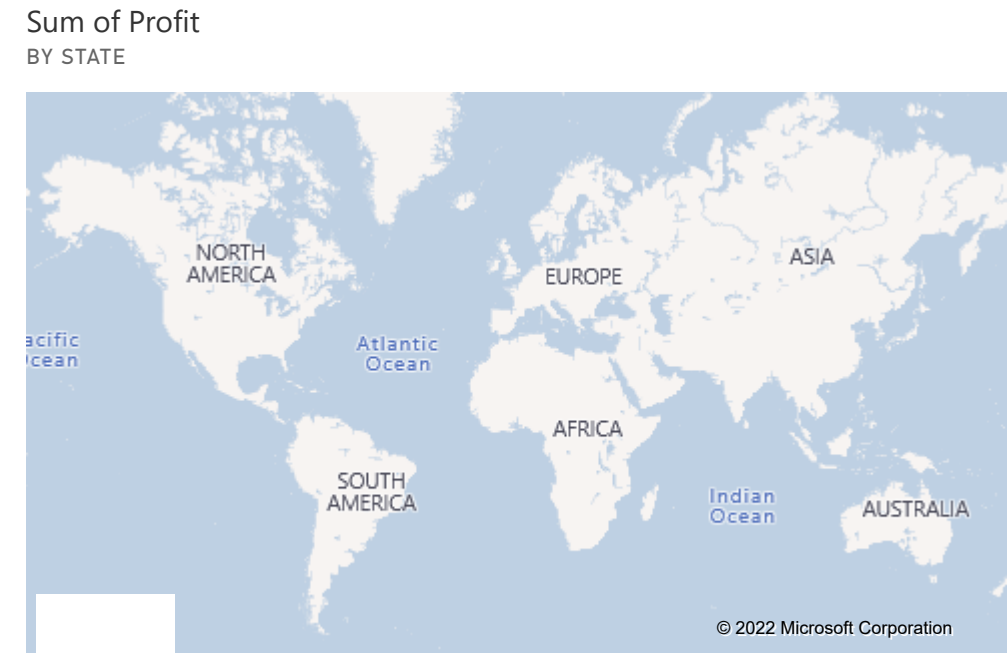 Sum of Profit
BY STATE
NORTH
AMERICA
EUROPE
ASIA
acific
cean
Atlantic
Ocean
AFRICA
SOUTH
AMERICA
Indian
Ocean
AUSTRALIA
© 2022 Microsoft Corporation